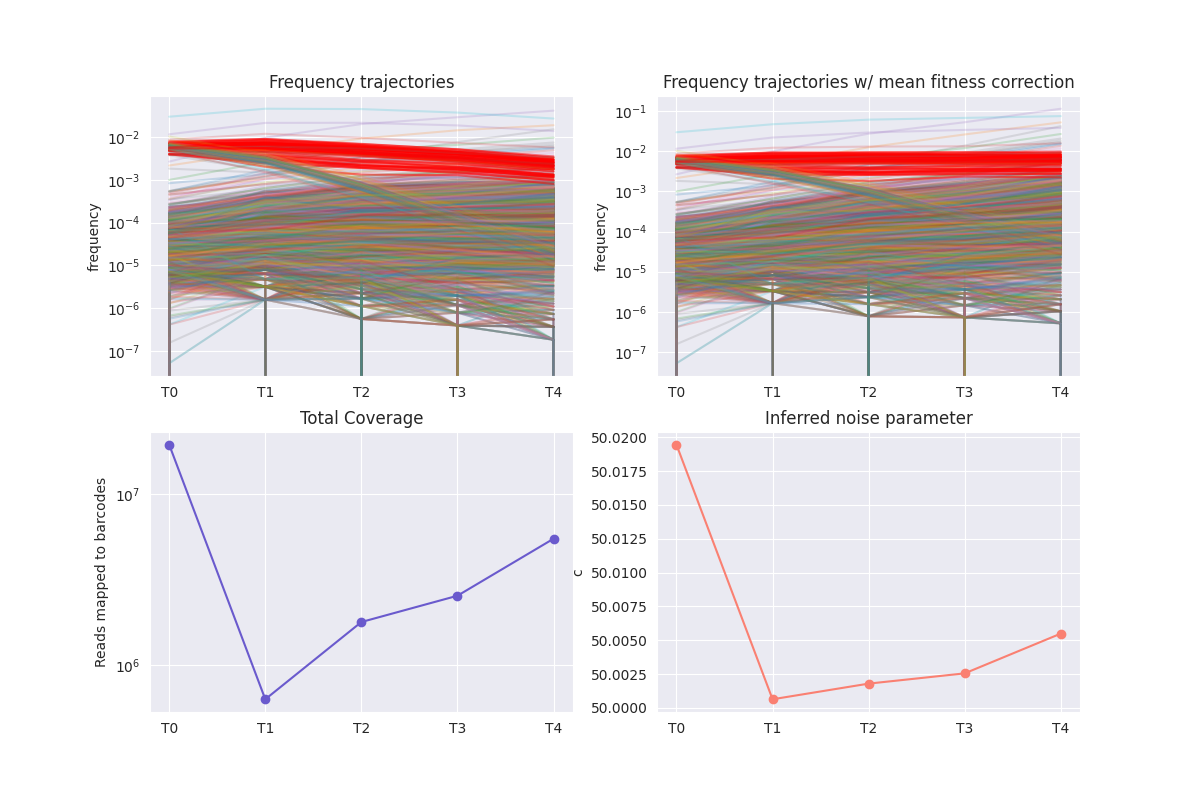 Frequency trajectories
frequency
10⁻²
10⁻³
10⁻⁴
10⁻⁵
10⁻⁶
10⁻⁷
T0 T1 T2 T3 T4
Frequency trajectories w/ mean fitness correction
frequency
10⁻¹
10⁻²
10⁻³
10⁻⁴
10⁻⁵
10⁻⁶
10⁻⁷
T0 T1 T2 T3 T4
Total Coverage
Reads mapped to barcodes
10⁷
10⁶
T0 T1 T2 T3 T4
Inferred noise parameter
c
50.0200
50.0175
50.0150
50.0125
50.0100
50.0075
50.0050
50.0025
50.0000
T0 T1 T2 T3 T4